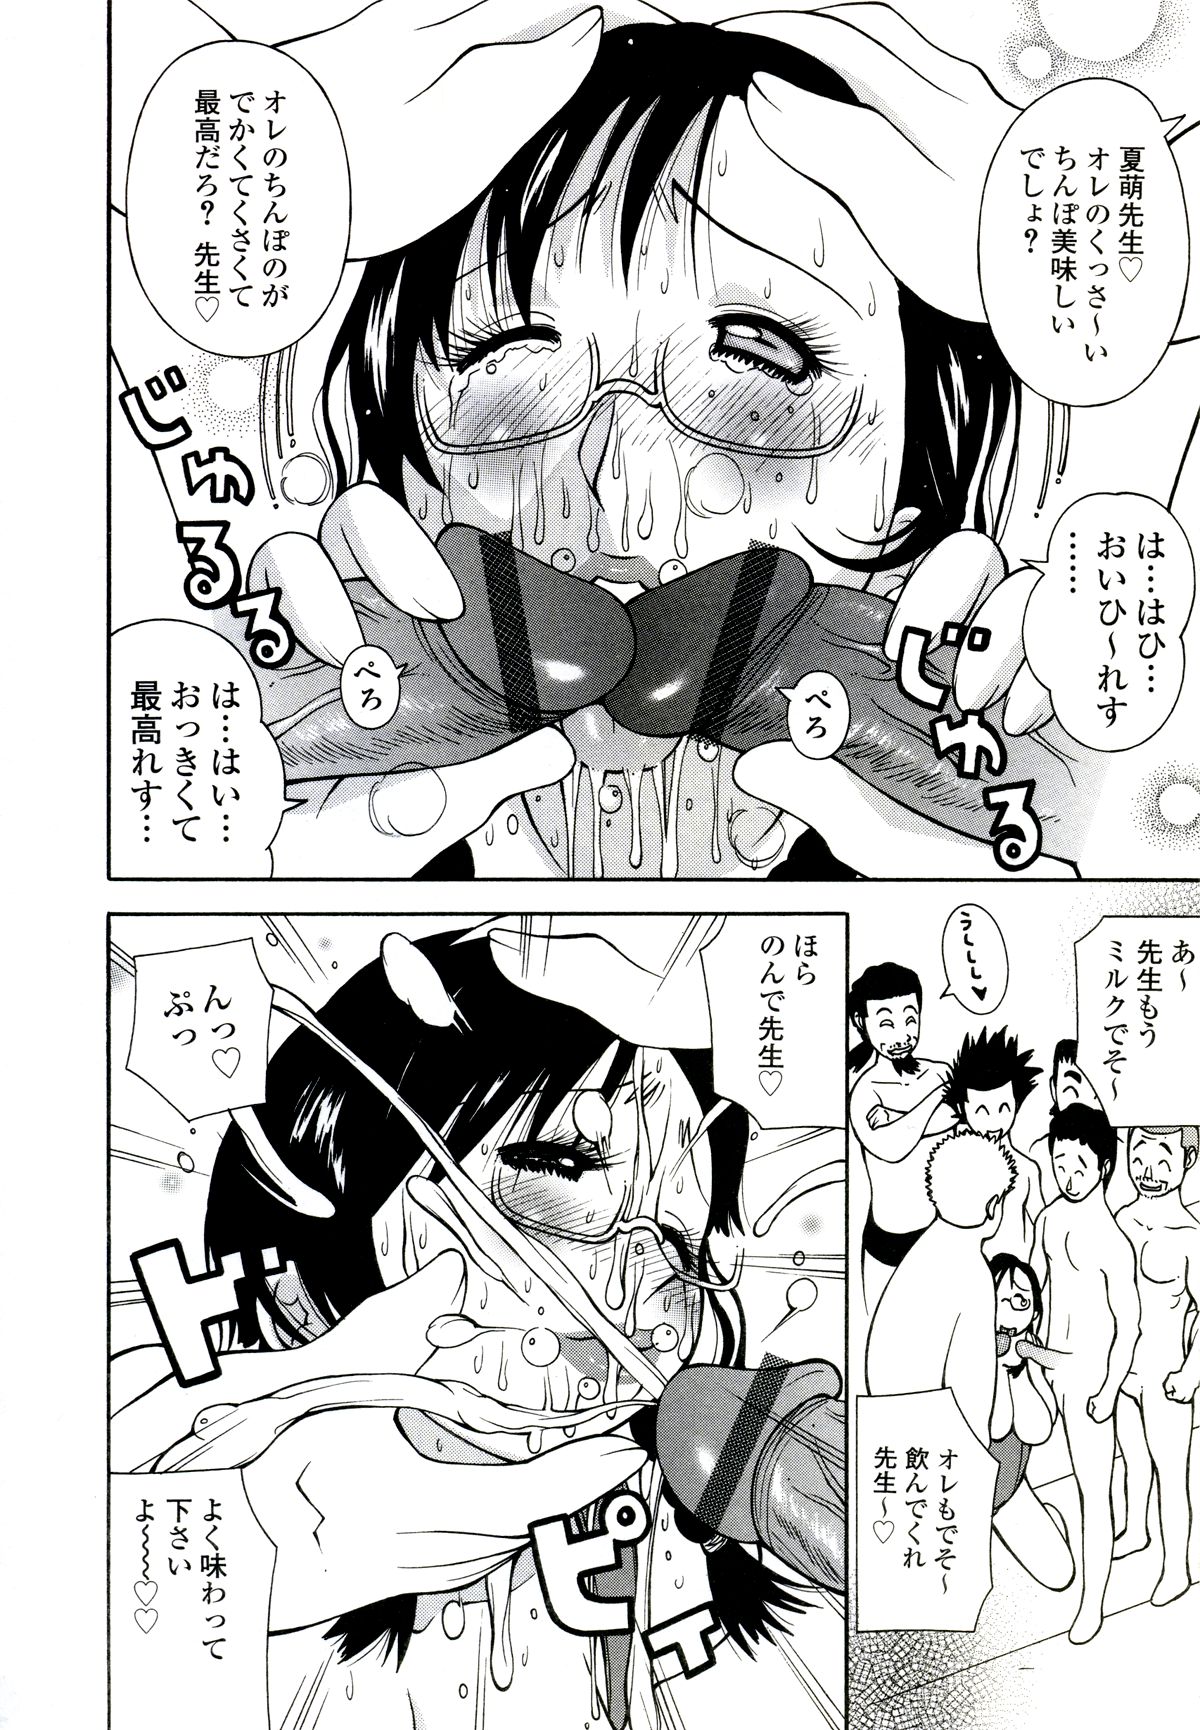 夏萌先生♡
オレのくっさ～い
ちんぽ美味しい
でしょ？
は…はひ…
おいひ～れす
……
オレのちんぽのが
でかくてくさくて
最高だろ？先生♡
じゅるる
ぺろ
ぺろ
じゅる
は…はい…
おっきくて
最高れす…
あ～
先生もう
ミルクでそ～
うししし♥
オレもでそ～
飲んでくれ
先生～♡
ほら
のんで先生♡
んっ♡
ぷっ
ドピ
よく味わって
下さい
よ～～♡♡